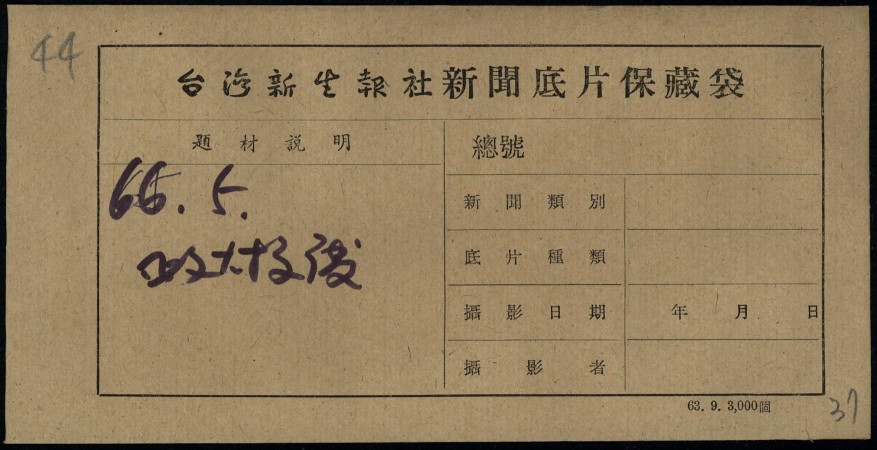 44
台灣新生報社新聞底片保藏袋
題材說明
總號
66.5.
政大校慶
新聞類別
底片種類
攝影日期 年 月 日
攝影者
63. 9. 3,000個
37